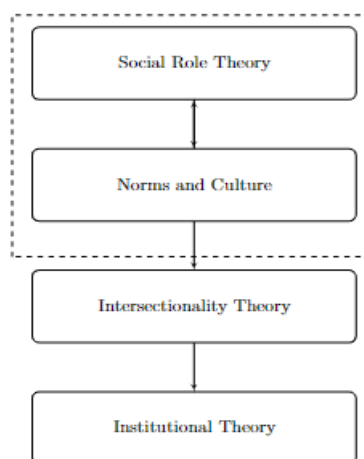 Social Role Theory
Norms and Culture
Intersectionality Theory
Institutional Theory